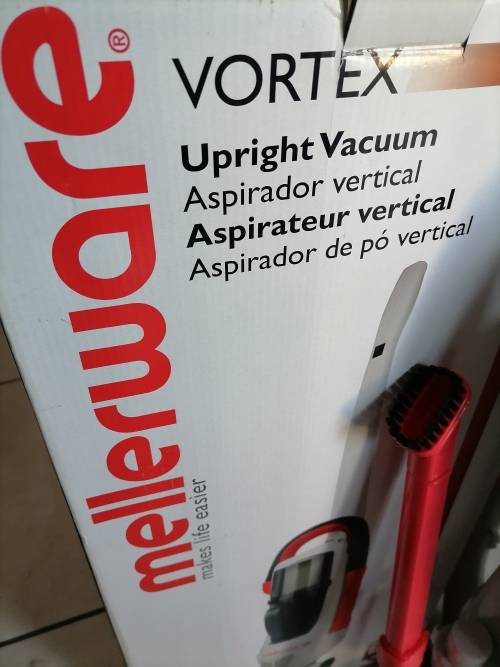 mellerware®
makes life easier
VORTEX
Upright Vacuum
Aspirador vertical
Aspirateur vertical
Aspirador de pó vertical